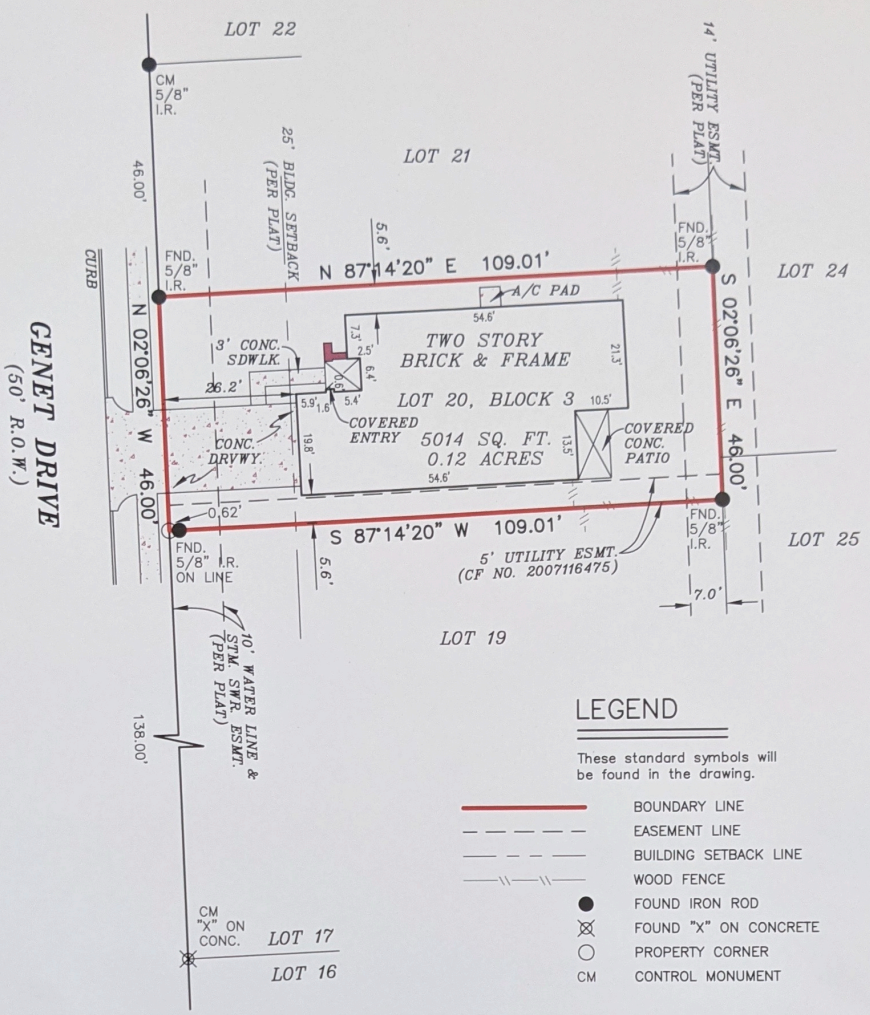 LOT 22
CM
5/8"
I.R.
46.00'
25' BLDG. SETBACK
(PER PLAT)
LOT 21
14' UTILITY ESMT.
(PER PLAT)
5.6'
FND.
5/8"
I.R.
FND.
5/8"
I.R.
LOT 24
CURB
N 87°14'20" E 109.01'
A/C PAD
54.6'
S 02°06'26" E 46.00'
GENET DRIVE
(50' R.O.W.)
N 02°06'26" W 46.00'
3' CONC.
SDWLK.
26.2'
7.3'
2.5'
6.4'
0.6'
5.4'
5.9'
1.6'
TWO STORY
BRICK & FRAME
21.3'
LOT 20, BLOCK 3
10.5'
COVERED
ENTRY
5014 SQ. FT.
0.12 ACRES
13.5'
COVERED
CONC.
PATIO
CONC.
DRVWY.
19.8'
54.6'
0.62'
FND.
5/8" I.R.
ON LINE
S 87°14'20" W 109.01'
5.6'
5' UTILITY ESMT.
(CF NO. 2007116475)
FND.
5/8"
I.R.
LOT 25
7.0'
LOT 19
10' WATER LINE &
STM. SWR. ESMT.
(PER PLAT)
138.00'
CM
"X" ON
CONC.
LOT 17
LOT 16
LEGEND
These standard symbols will
be found in the drawing.
BOUNDARY LINE
EASEMENT LINE
BUILDING SETBACK LINE
WOOD FENCE
FOUND IRON ROD
FOUND "X" ON CONCRETE
PROPERTY CORNER
CM CONTROL MONUMENT